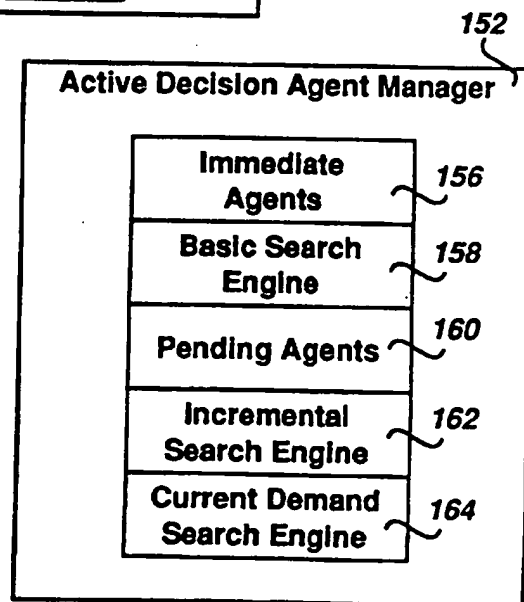 152
Active Decision Agent Manager
Immediate
Agents
156
Basic Search
Engine
158
Pending Agents
160
Incremental
Search Engine
162
Current Demand
Search Engine
164